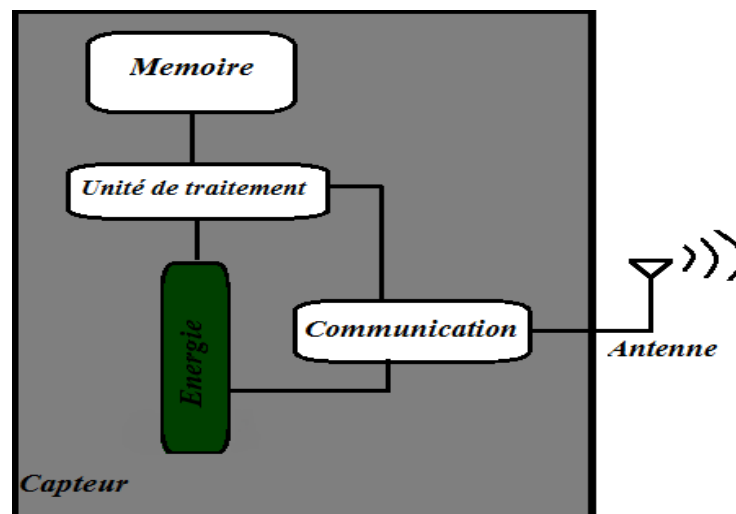 Memoire
Unité de traitement
Energie
Communication
Antenne
Capteur